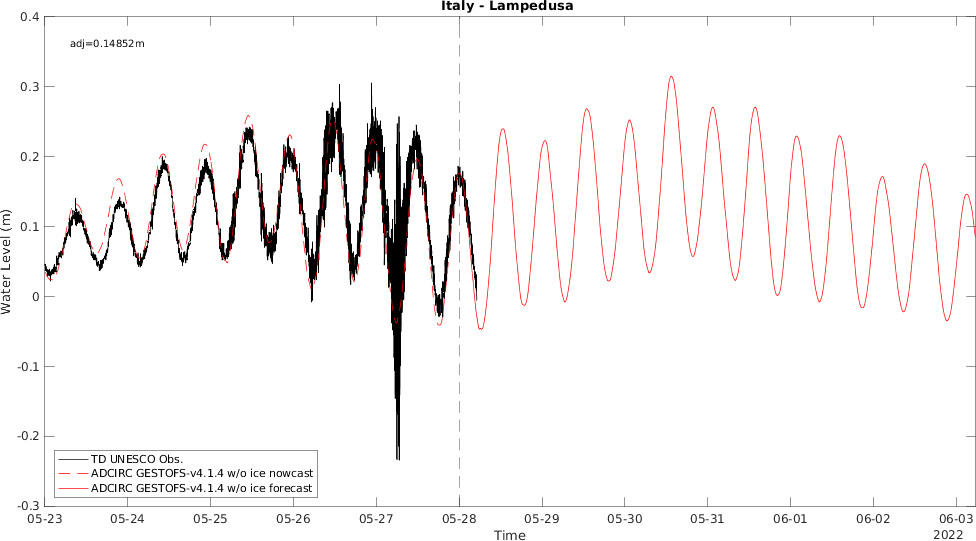 Italy - Lampedusa
adj=0.14852m
Water Level (m)
0.4
0.3
0.2
0.1
0
-0.1
-0.2
-0.3
TD UNESCO Obs.
ADCIRC GESTOFS-v4.1.4 w/o ice nowcast
ADCIRC GESTOFS-v4.1.4 w/o ice forecast
05-23 05-24 05-25 05-26 05-27 05-28 05-29 05-30 05-31 06-01 06-02 06-03
Time
2022